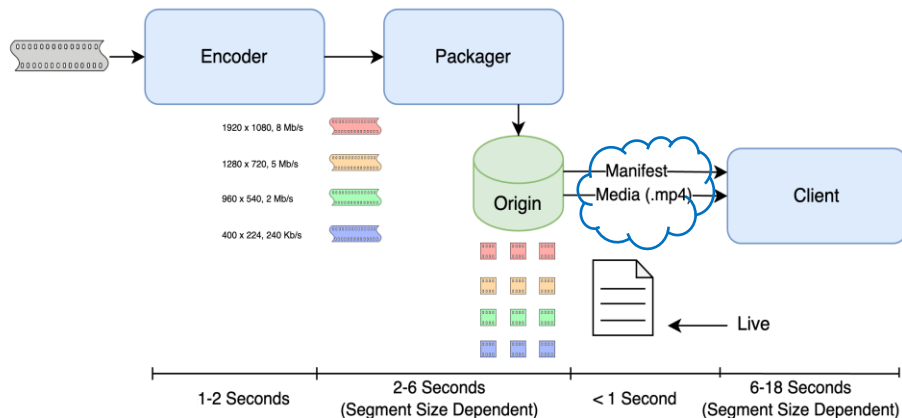 Encoder
Packager
1920 x 1080, 8 Mb/s
1280 x 720, 5 Mb/s
960 x 540, 2 Mb/s
400 x 224, 240 Kb/s
Origin
Manifest
Media (.mp4)
Client
Live
1-2 Seconds
2-6 Seconds
(Segment Size Dependent)
< 1 Second
6-18 Seconds
(Segment Size Dependent)